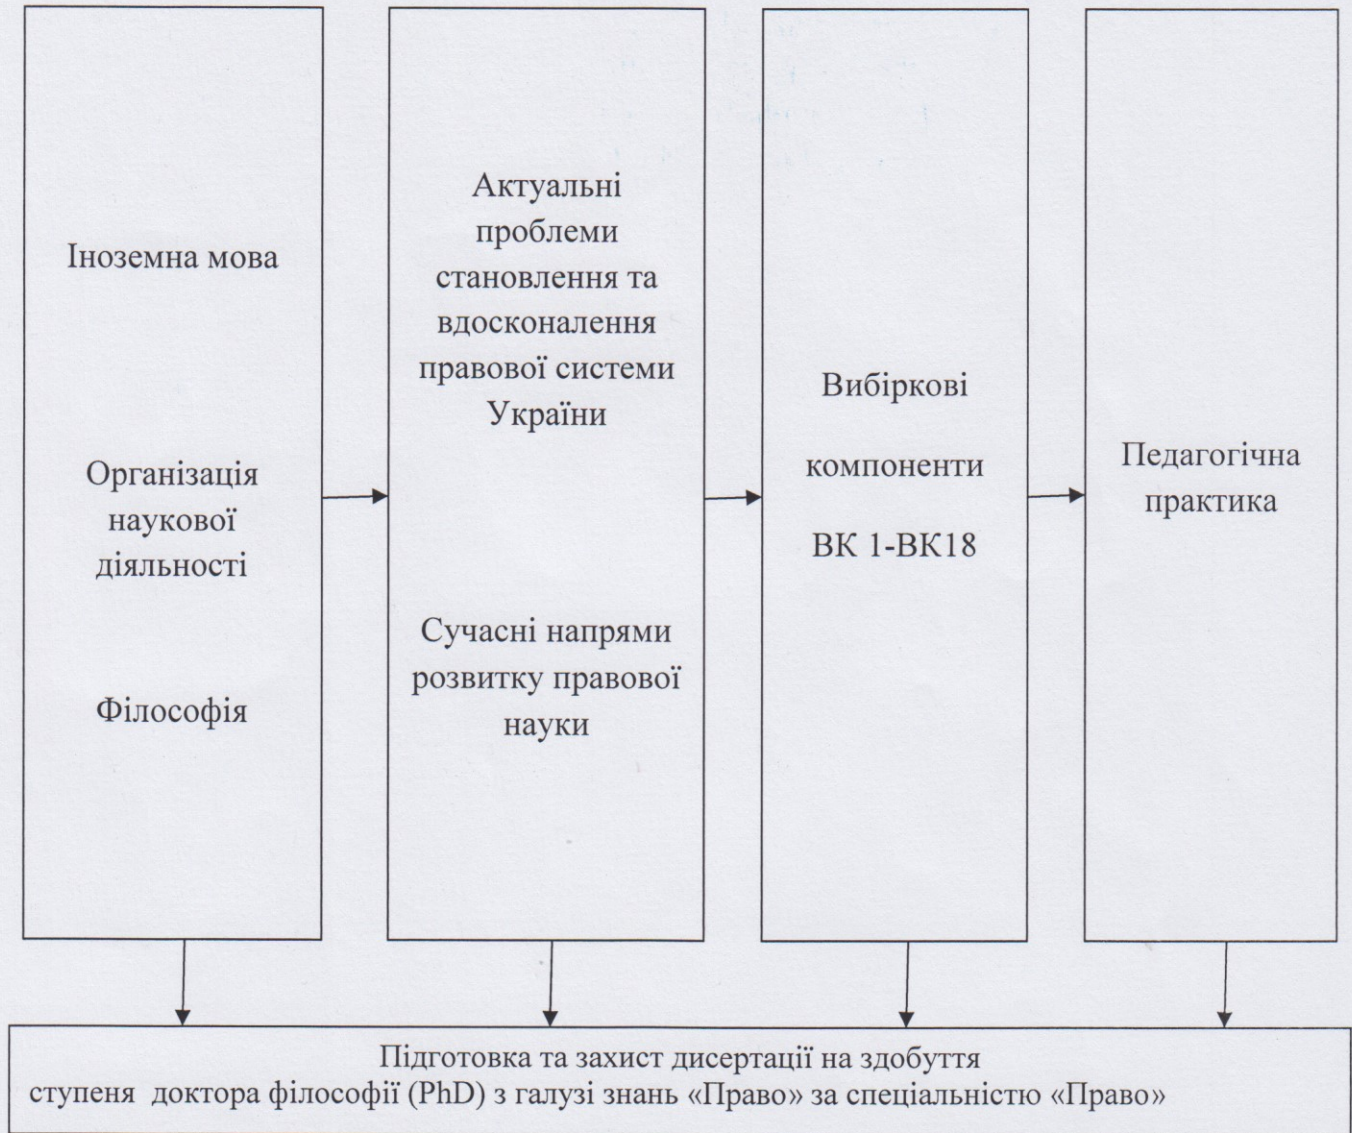 Іноземна мова
Організація
наукової
діяльності
Філософія
Актуальні
проблеми
становлення та
вдосконалення
правової системи
України
Сучасні напрями
розвитку правової
науки
Вибіркові
компоненти
ВК 1-ВК18
Педагогічна
практика
Підготовка та захист дисертації на здобуття
ступеня доктора філософії (PhD) з галузі знань «Право» за спеціальністю «Право»